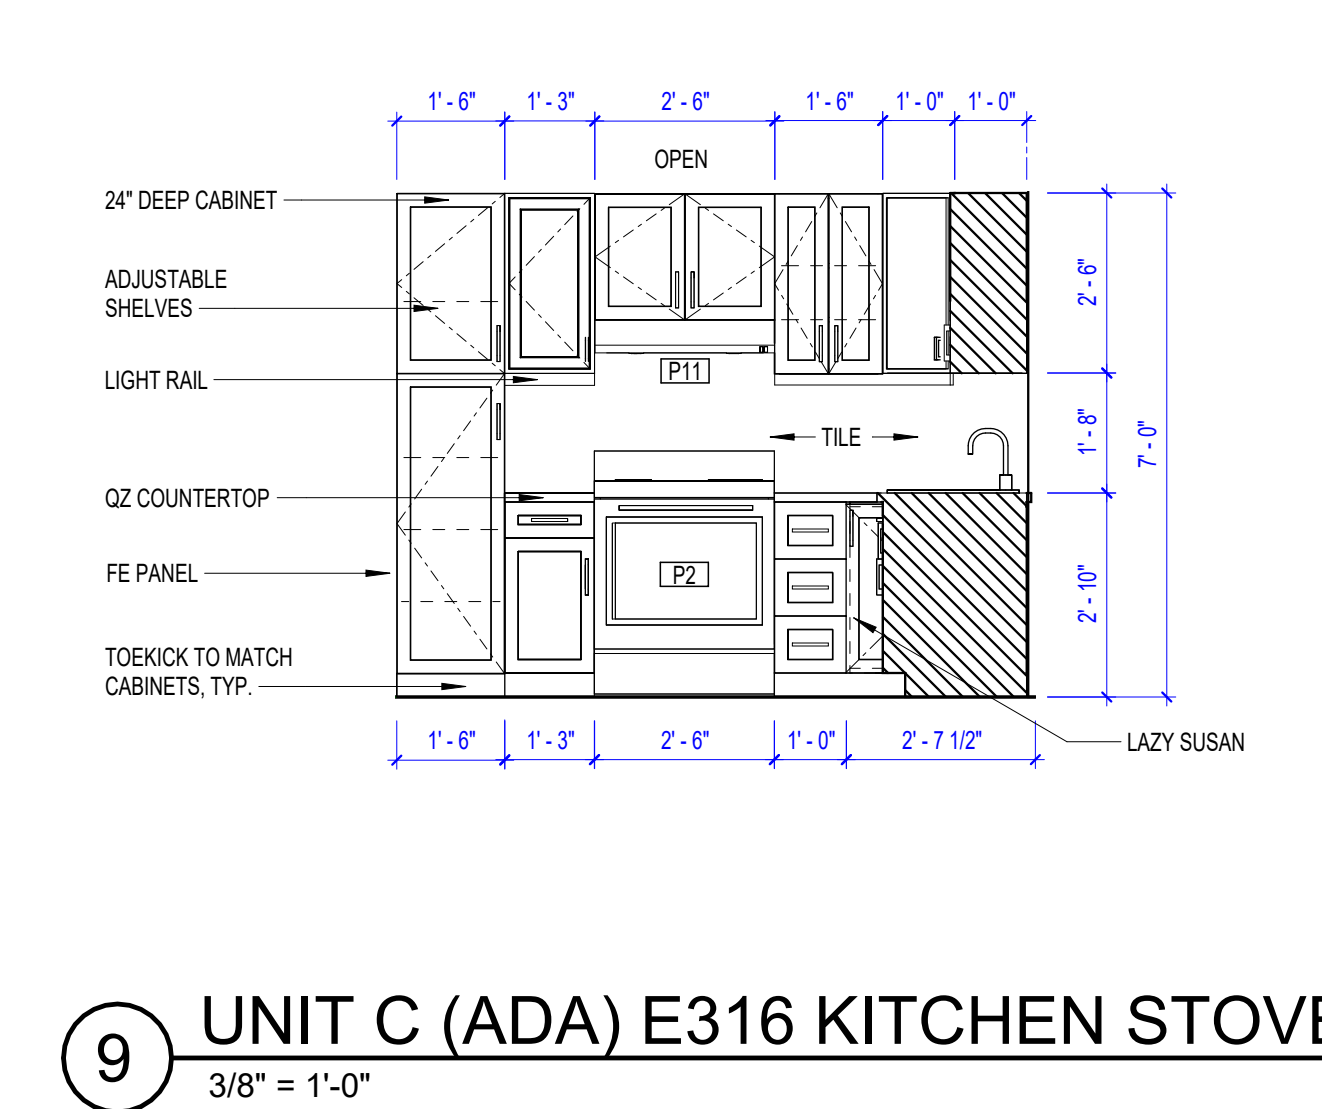 1' - 6" 1' - 3" 2' - 6" 1' - 6" 1' - 0" 1' - 0"
OPEN
24" DEEP CABINET
ADJUSTABLE
SHELVES
LIGHT RAIL
QZ COUNTERTOP
FE PANEL
TOEKICK TO MATCH
CABINETS, TYP.
P11
TILE
P2
2' - 6"
1' - 8"
2' - 10"
7' - 0"
LAZY SUSAN
1' - 6" 1' - 3" 2' - 6" 1' - 0" 2' - 7 1/2"
9
UNIT C (ADA) E316 KITCHEN STOVE
3/8" = 1'-0"